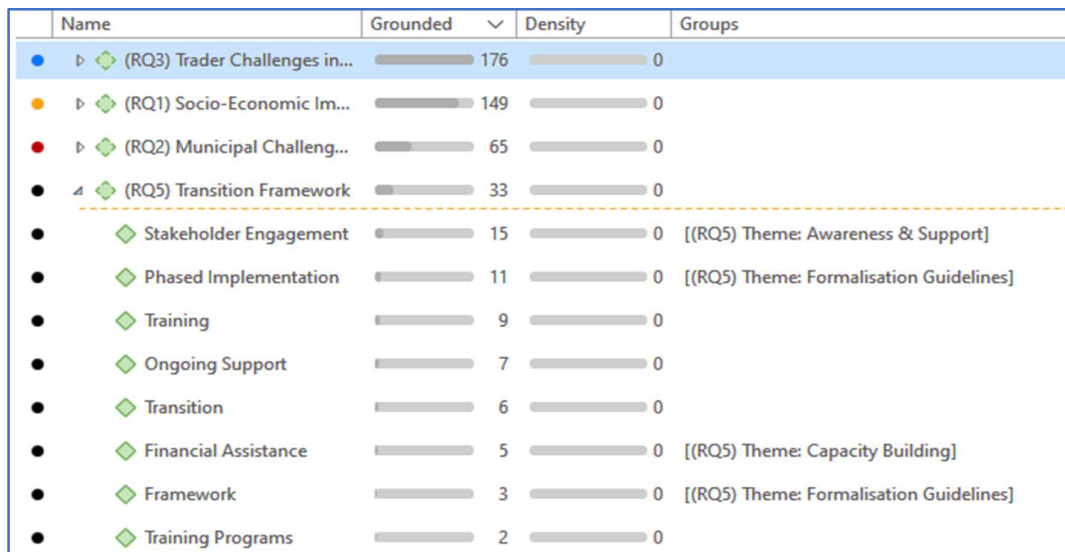 Name Grounded Density Groups
(RQ3) Trader Challenges in... 176 0
(RQ1) Socio-Economic Im... 149 0
(RQ2) Municipal Challeng... 65 0
(RQ5) Transition Framework 33 0
Stakeholder Engagement 15 0 [(RQ5) Theme: Awareness & Support]
Phased Implementation 11 0 [(RQ5) Theme: Formalisation Guidelines]
Training 9 0
Ongoing Support 7 0
Transition 6 0
Financial Assistance 5 0 [(RQ5) Theme: Capacity Building]
Framework 3 0 [(RQ5) Theme: Formalisation Guidelines]
Training Programs 2 0